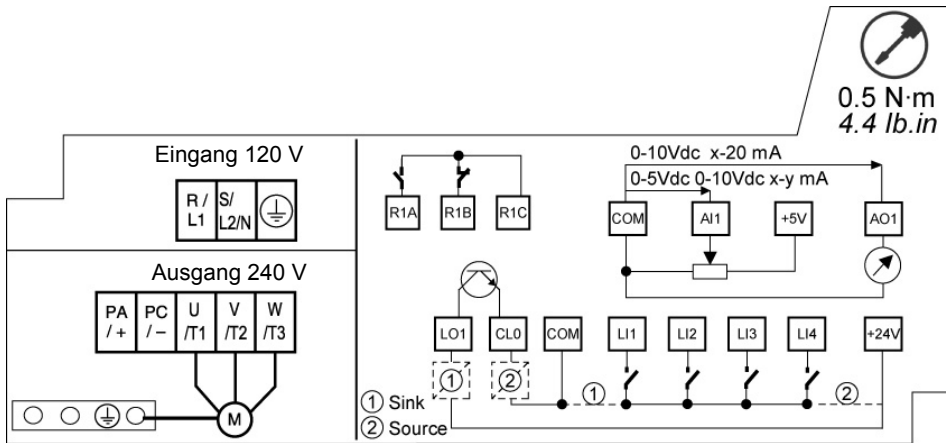 0.5 N·m
4.4 lb.in
Eingang 120 V
R / L1
S/ L2/N
Ausgang 240 V
PA / +
PC / –
U /T1
V /T2
W /T3
M
R1A
R1B
R1C
0-10Vdc x-20 mA
0-5Vdc 0-10Vdc x-y mA
COM
AI1
+5V
AO1
LO1
CL0
COM
LI1
LI2
LI3
LI4
+24V
①
②
①
②
① Sink
② Source